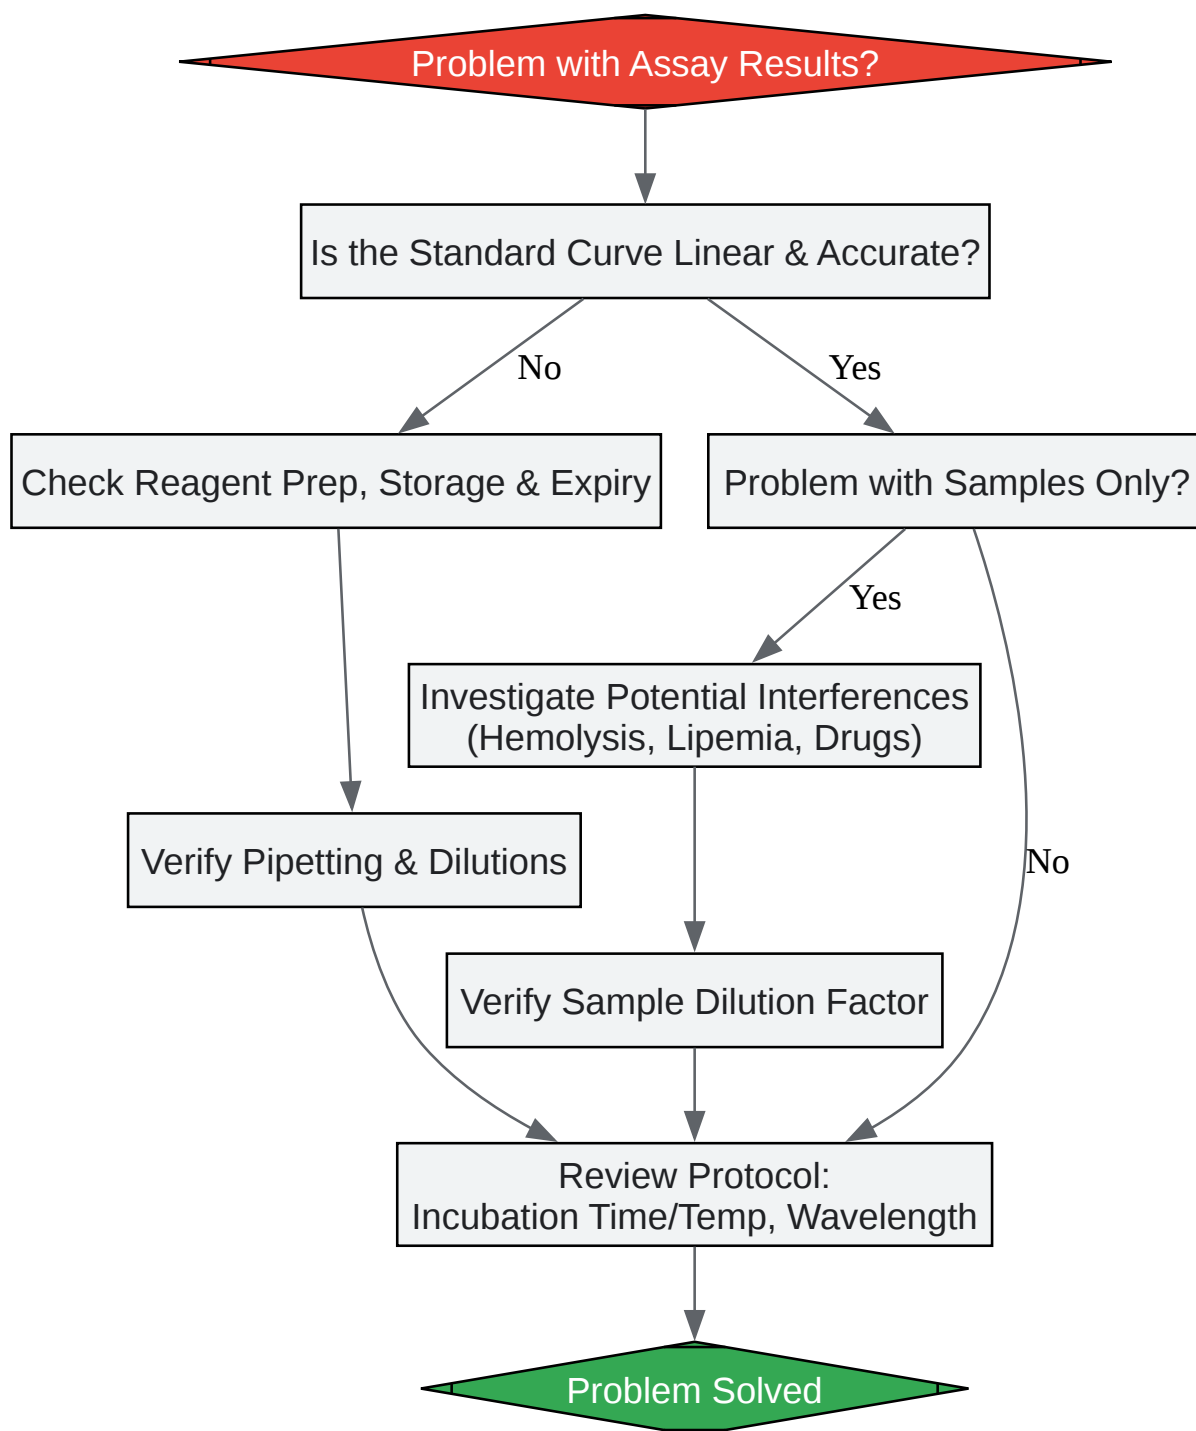 Problem with Assay Results?
Is the Standard Curve Linear & Accurate?
No
Yes
Check Reagent Prep, Storage & Expiry
Problem with Samples Only?
Yes
Investigate Potential Interferences
(Hemolysis, Lipemia, Drugs)
Verify Pipetting & Dilutions
No
Verify Sample Dilution Factor
Review Protocol:
Incubation Time/Temp, Wavelength
Problem Solved